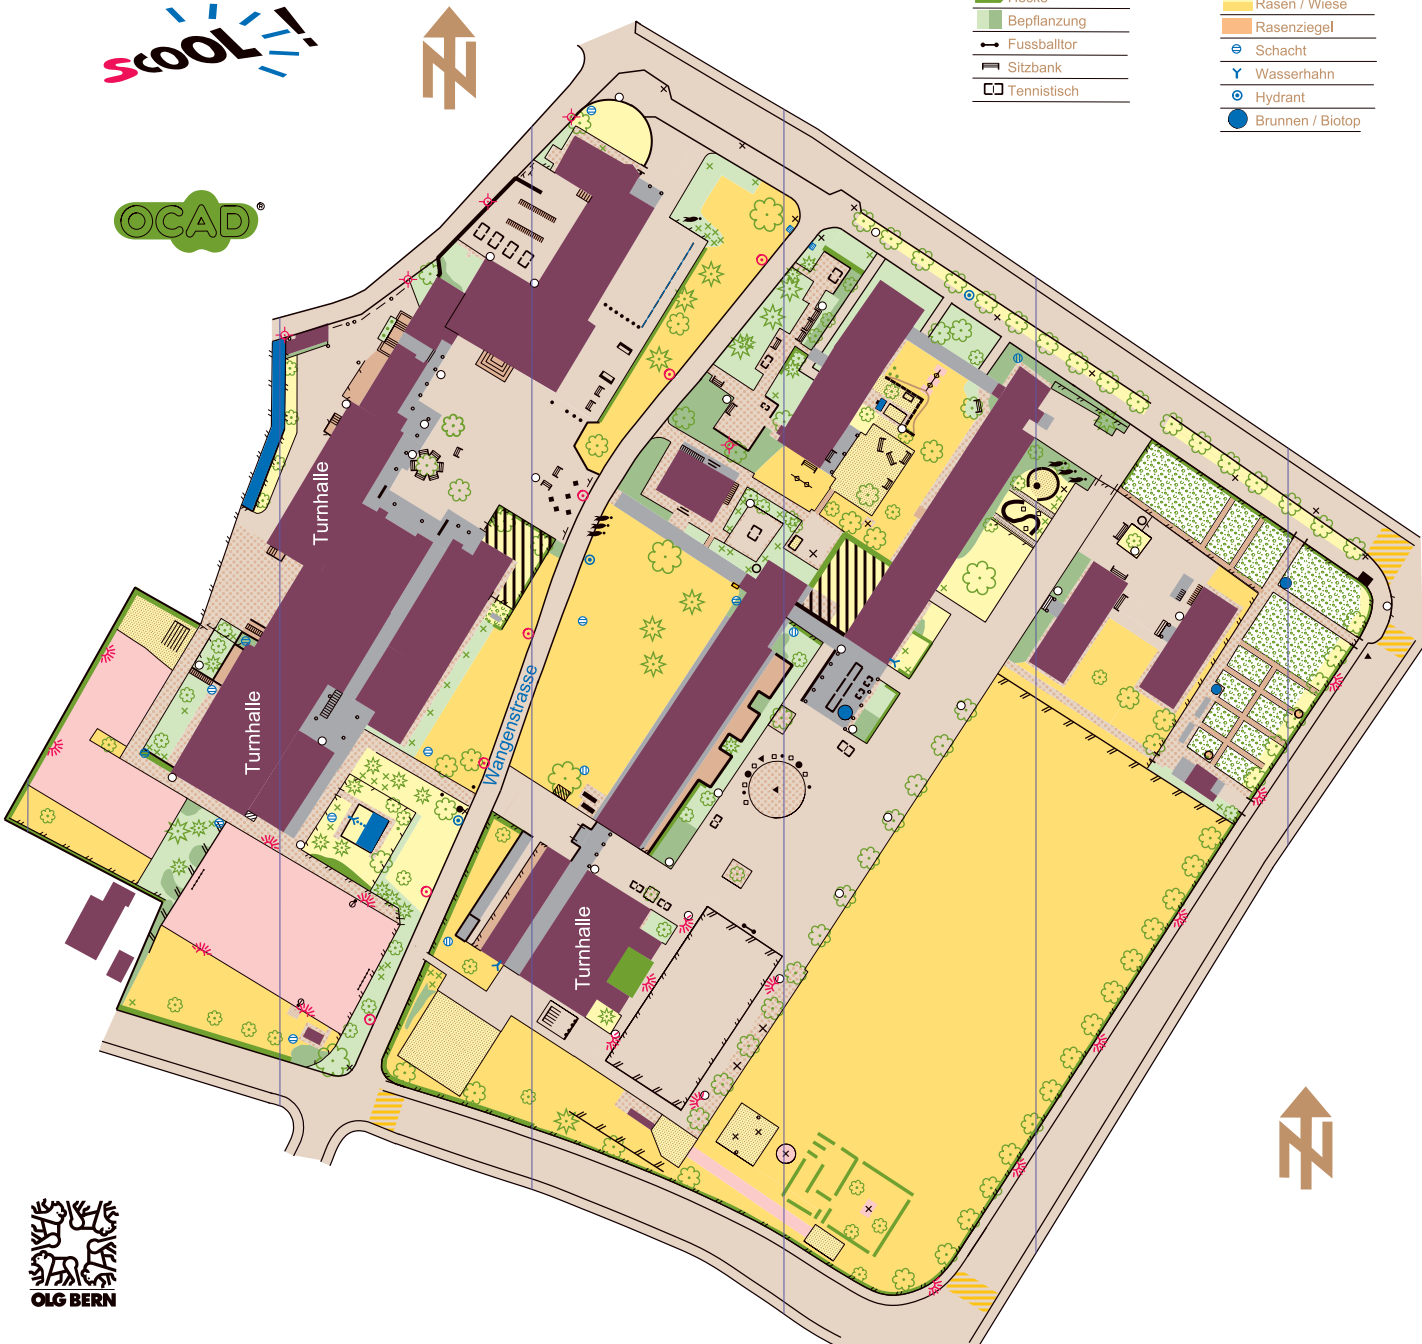 sCOOL!
N
Hecke
Bepflanzung
Fussballtor
Sitzbank
Tennistisch
Rasen / Wiese
Rasenziegel
Schacht
Wasserhahn
Hydrant
Brunnen / Biotop
OCAD®
Turnhalle
Turnhalle
Wangenstrasse
Turnhalle
N
OLG BERN